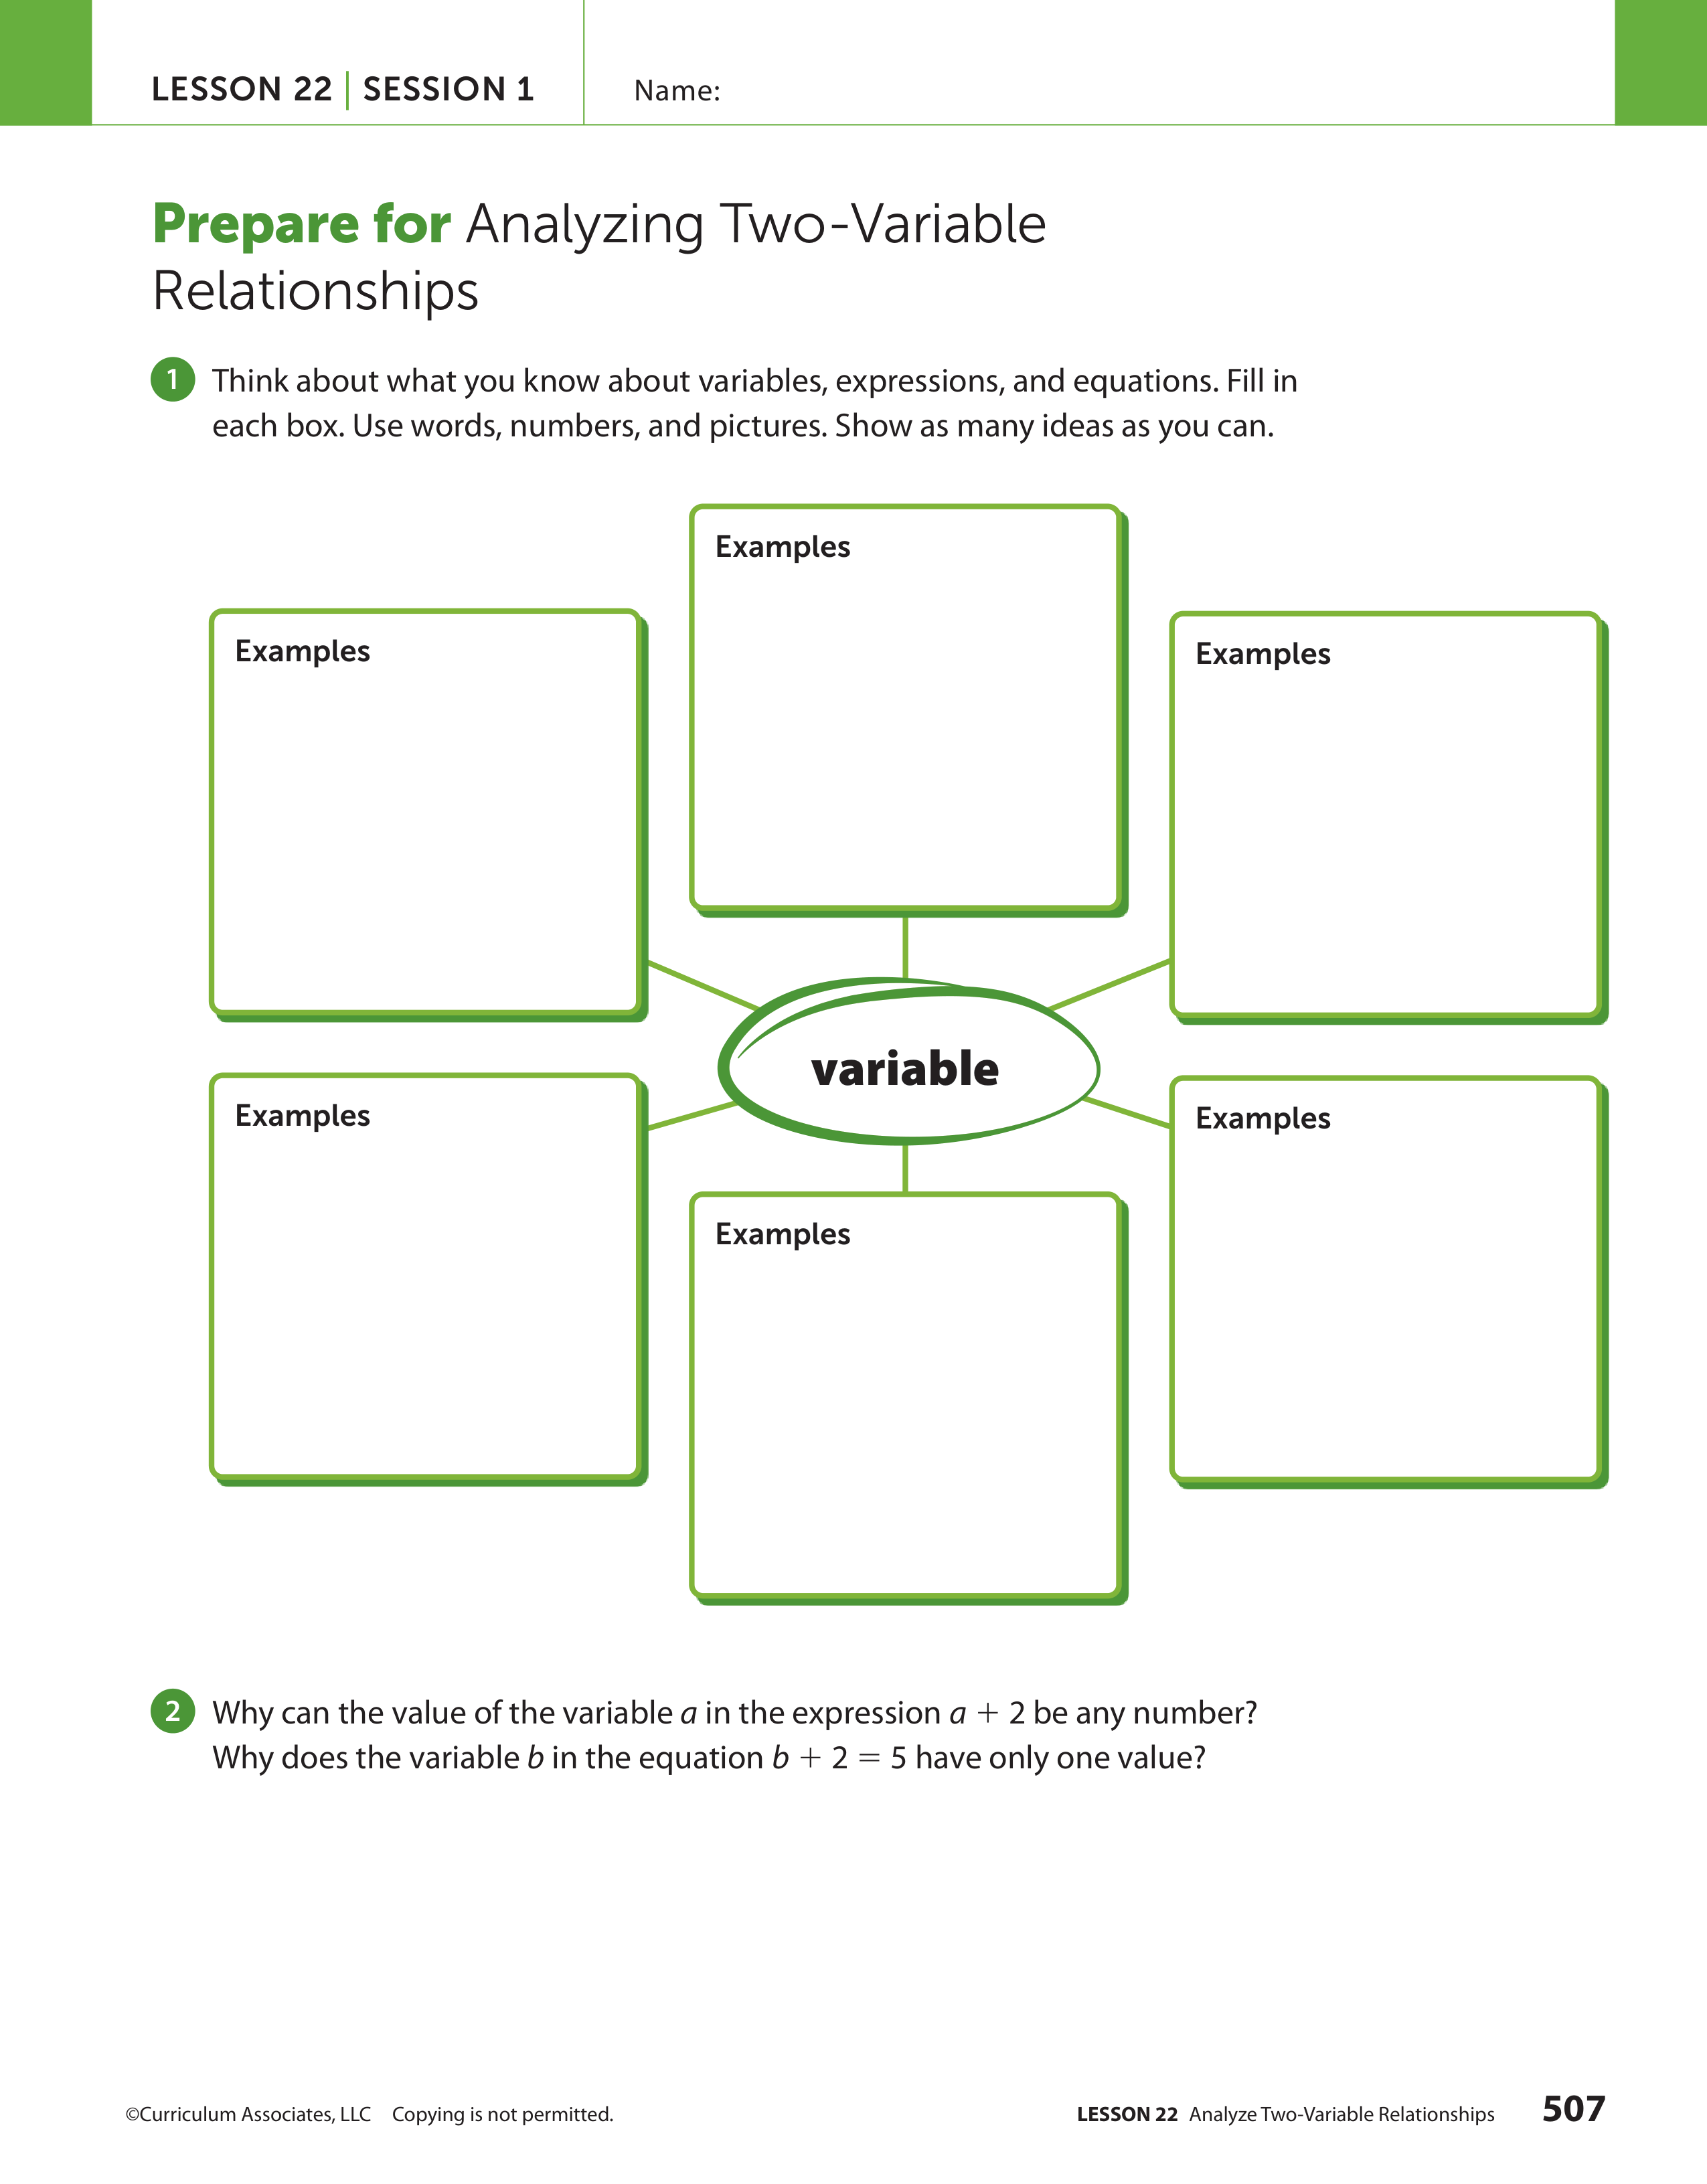 LESSON 22 | SESSION 1
Name:
Prepare for Analyzing Two-Variable
Relationships
1 Think about what you know about variables, expressions, and equations. Fill in
each box. Use words, numbers, and pictures. Show as many ideas as you can.
Examples
Examples
Examples
variable
Examples
Examples
Examples
2 Why can the value of the variable a in the expression a + 2 be any number?
Why does the variable b in the equation b + 2 = 5 have only one value?
©Curriculum Associates, LLC Copying is not permitted.
LESSON 22 Analyze Two-Variable Relationships 507